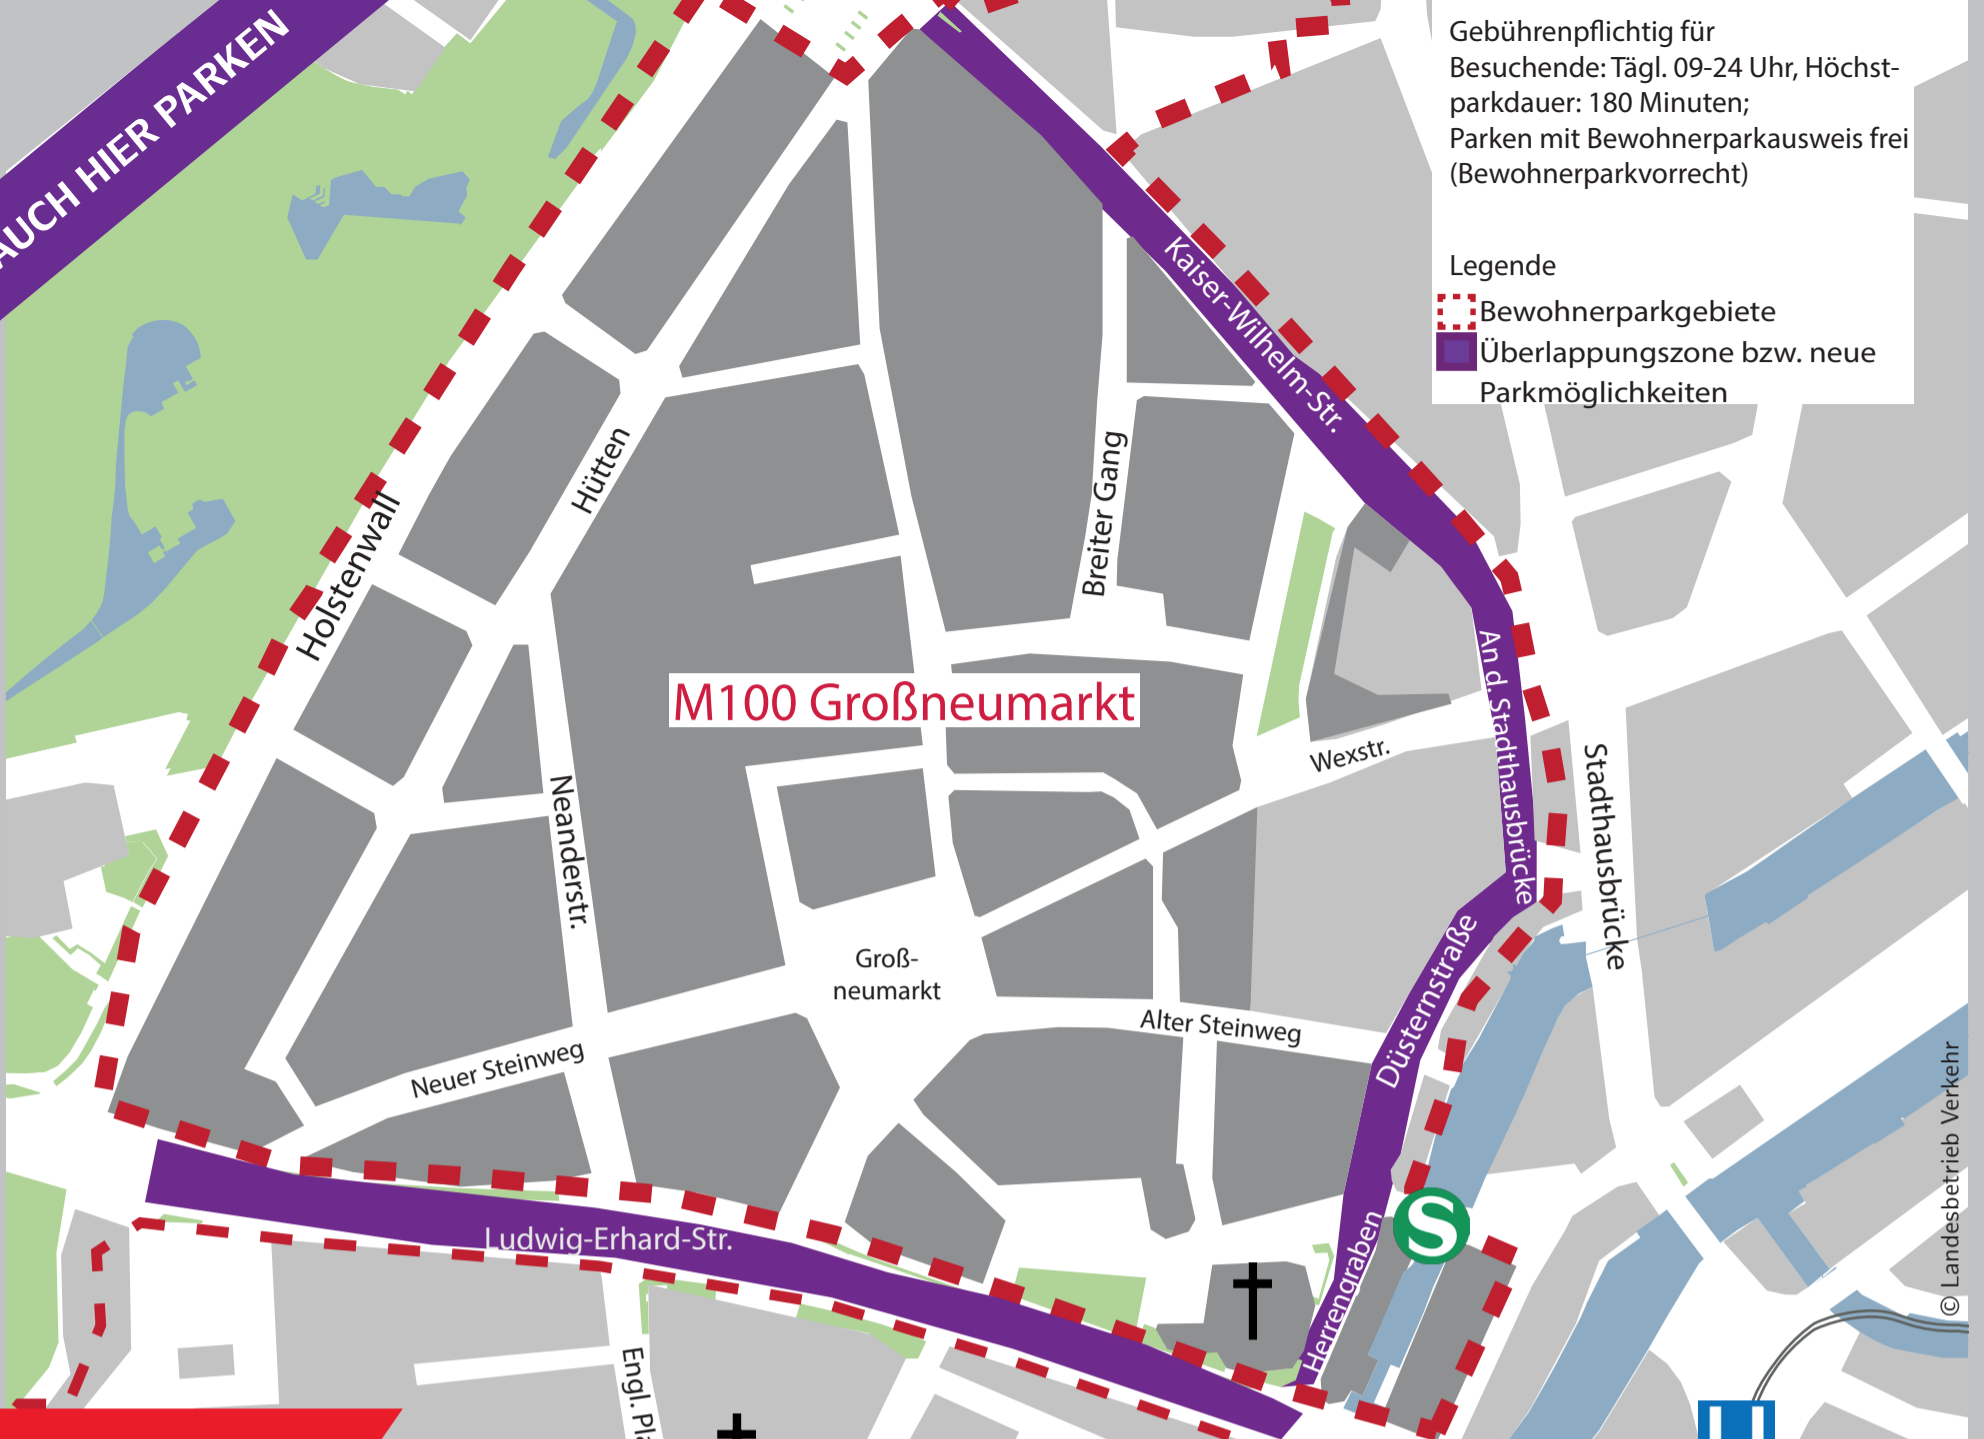 AUCH HIER PARKEN
Gebührenpflichtig für
Besuchende: Tägl. 09-24 Uhr, Höchst-
parkdauer: 180 Minuten;
Parken mit Bewohnerparkausweis frei
(Bewohnerparkvorrecht)
Legende
Bewohnerparkgebiete
Überlappungszone bzw. neue
Parkmöglichkeiten
Kaiser-Wilhelm-Str.
Hütten
Breiter Gang
Holstenwall
M100 Großneumarkt
An d. Stadthausbrücke
Wexstr.
Stadthausbrücke
Neanderstr.
Groß-
neumarkt
Düsternstraße
Alter Steinweg
Neuer Steinweg
Ludwig-Erhard-Str.
Herrengraben
S
Engl. Pla
© Landesbetrieb Verkehr